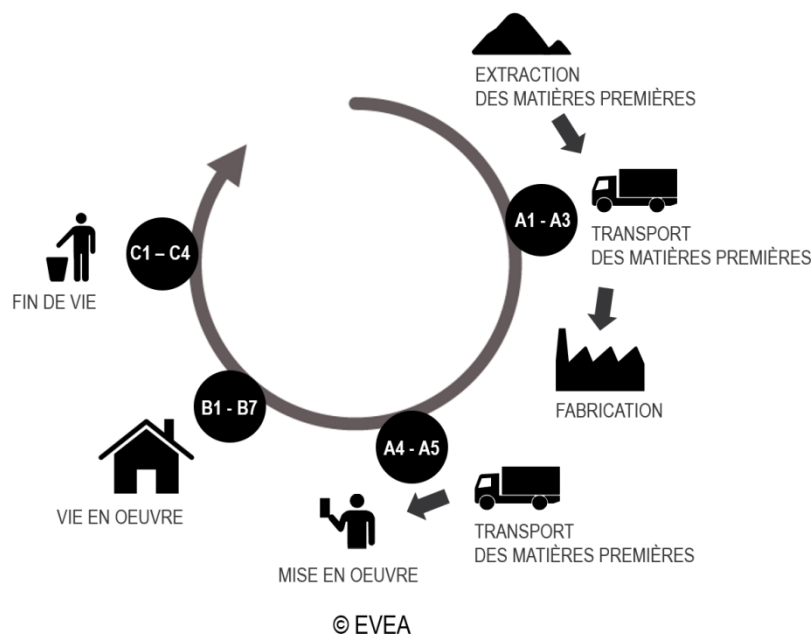 EXTRACTION
DES MATIÈRES PREMIÈRES
A1 - A3
TRANSPORT
DES MATIÈRES PREMIÈRES
FABRICATION
A4 - A5
TRANSPORT
DES MATIÈRES PREMIÈRES
MISE EN OEUVRE
B1 - B7
VIE EN OEUVRE
C1 – C4
FIN DE VIE
© EVEA